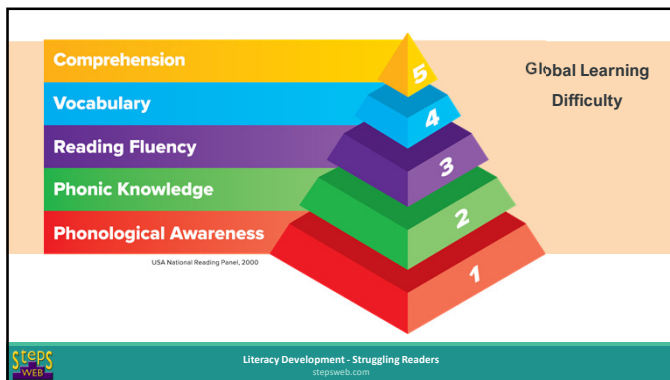 Comprehension
Vocabulary
Reading Fluency
Phonic Knowledge
Phonological Awareness
5
4
3
2
1
Global Learning
Difficulty
USA National Reading Panel, 2000
StepS
WEB
Literacy Development - Struggling Readers
stepsweb.com